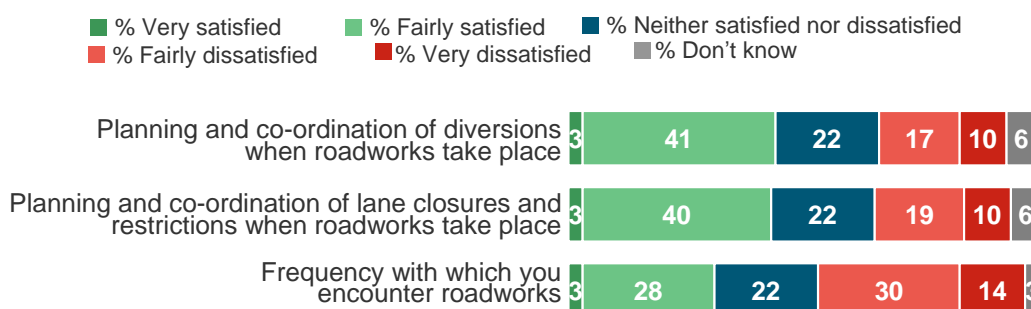 % Very satisfied % Fairly satisfied % Neither satisfied nor dissatisfied
% Fairly dissatisfied % Very dissatisfied % Don't know
Planning and co-ordination of diversions
when roadworks take place
3 41 22 17 10 6
Planning and co-ordination of lane closures and
restrictions when roadworks take place
3 40 22 19 10 6
Frequency with which you
encounter roadworks
3 28 22 30 14 3